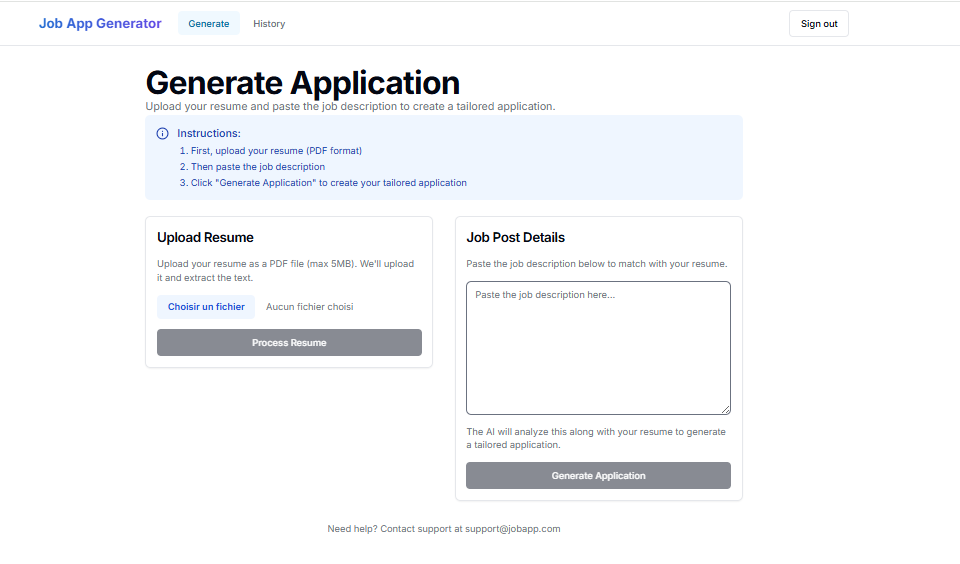 Job App Generator
Generate
History
Sign out
Generate Application
Upload your resume and paste the job description to create a tailored application.
Instructions:
1. First, upload your resume (PDF format)
2. Then paste the job description
3. Click "Generate Application" to create your tailored application
Upload Resume
Upload your resume as a PDF file (max 5MB). We'll upload
it and extract the text.
Choisir un fichier
Aucun fichier choisi
Process Resume
Job Post Details
Paste the job description below to match with your resume.
Paste the job description here...
The AI will analyze this along with your resume to generate
a tailored application.
Generate Application
Need help? Contact support at support@jobapp.com